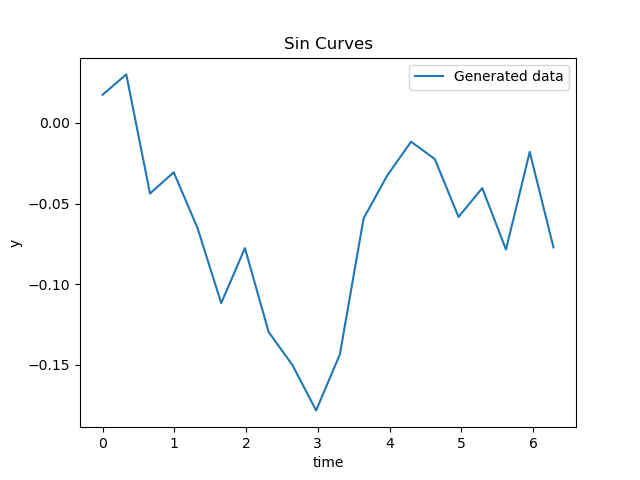 Sin Curves
Generated data
0.00
−0.05
−0.10
−0.15
y
0 1 2 3 4 5 6
time